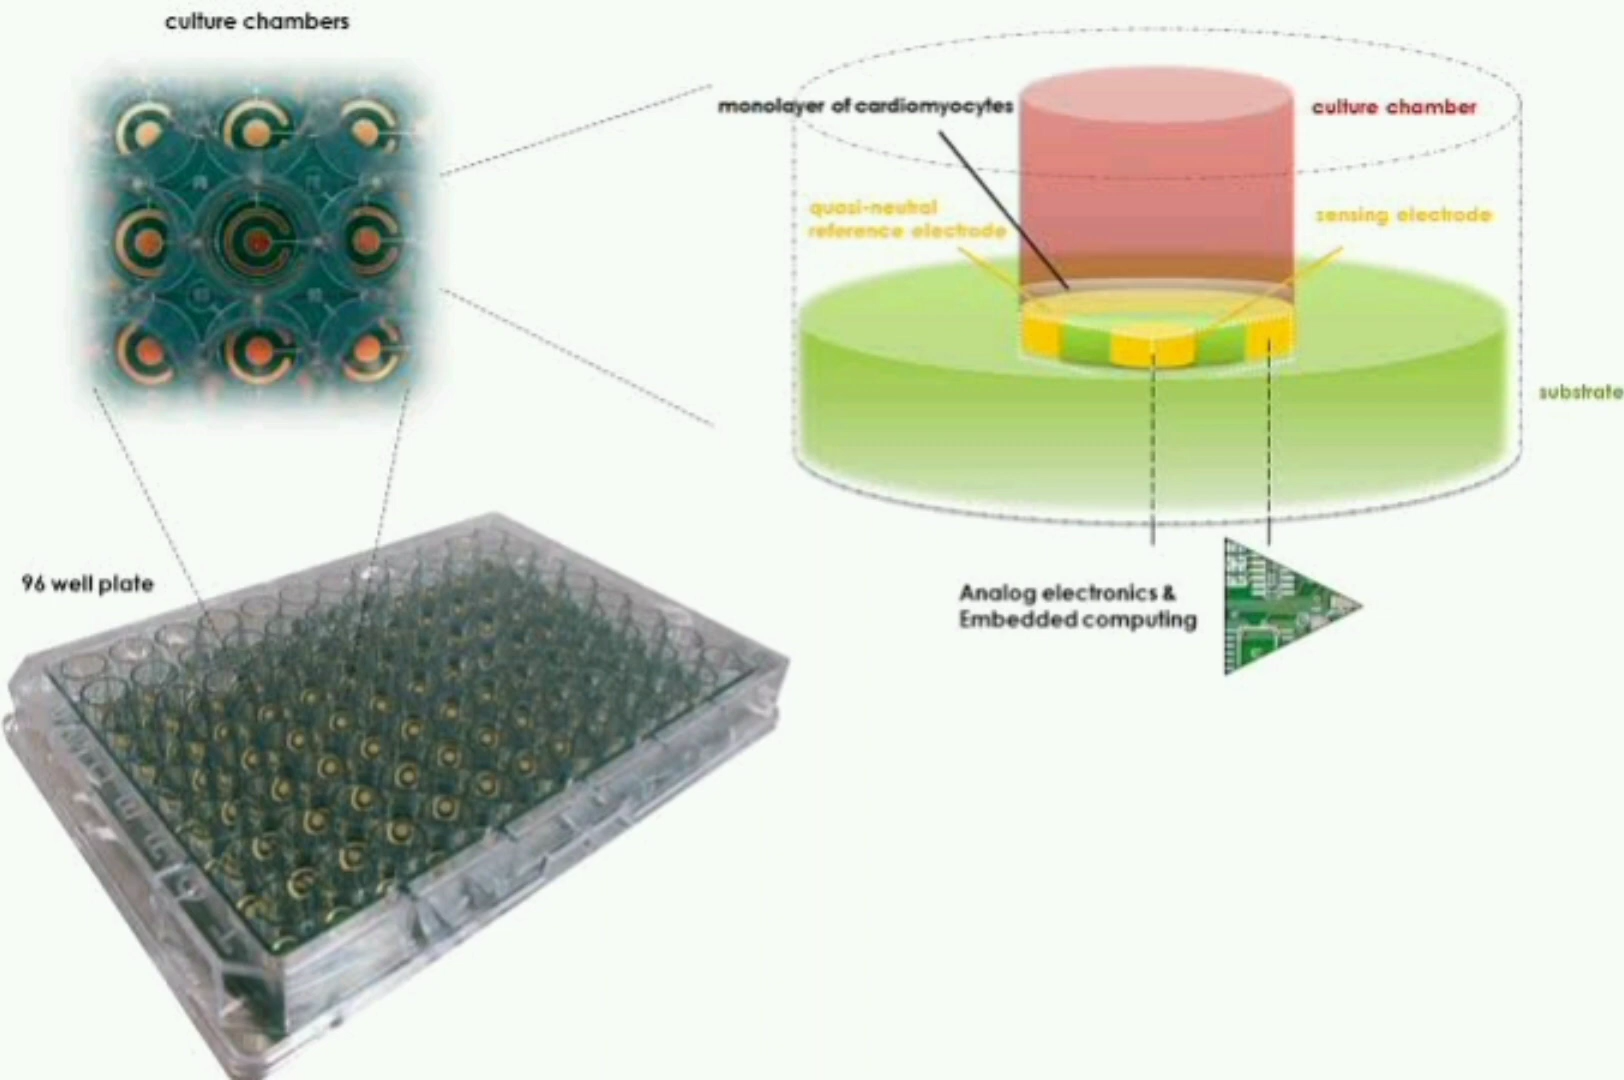 culture chambers
monolayer of cardiomyocytes
culture chamber
quasi-neutral
reference electrode
sensing electrode
substrate
96 well plate
Analog electronics &
Embedded computing